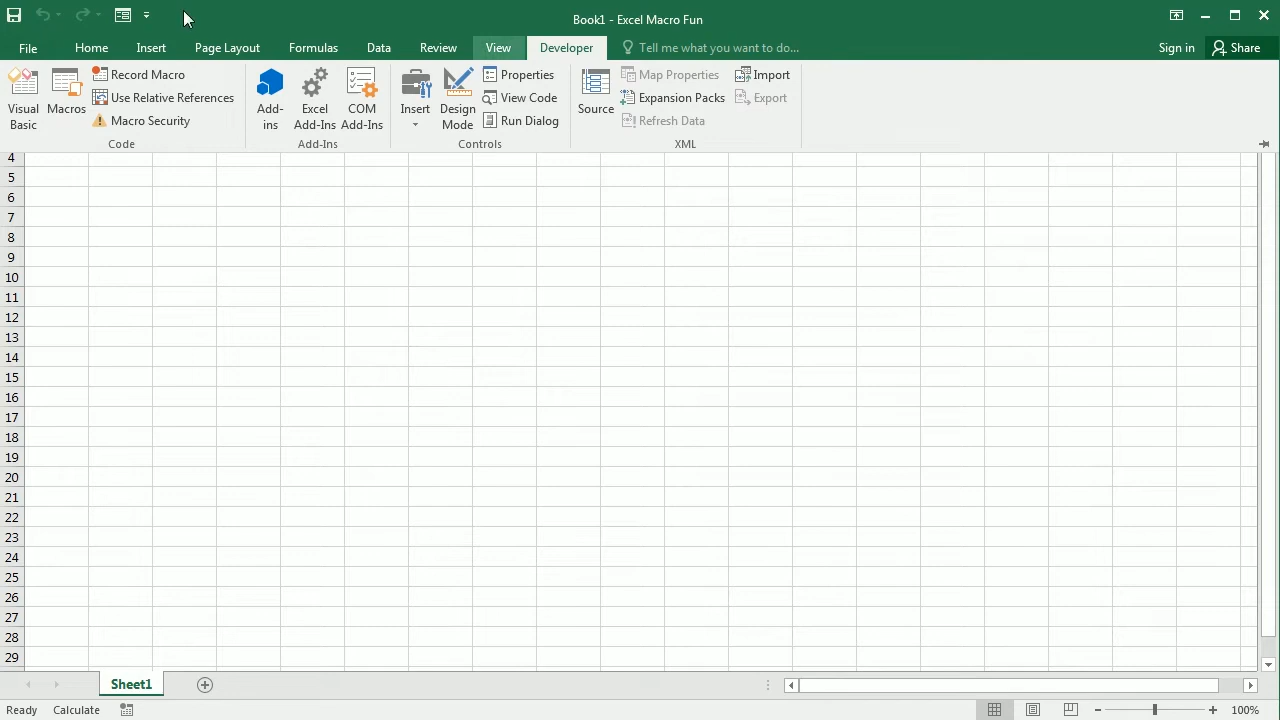 Book1 - Excel Macro Fun
File Home Insert Page Layout Formulas Data Review View Developer Tell me what you want to do... Sign in Share
Visual Basic
Macros
Record Macro
Use Relative References
Macro Security
Code
Add-ins
Excel Add-Ins
COM Add-Ins
Add-Ins
Insert
Design Mode
Properties
View Code
Run Dialog
Controls
Source
Map Properties
Expansion Packs
Refresh Data
Import
Export
XML
4
5
6
7
8
9
10
11
12
13
14
15
16
17
18
19
20
21
22
23
24
25
26
27
28
29
Sheet1
Ready Calculate 100%